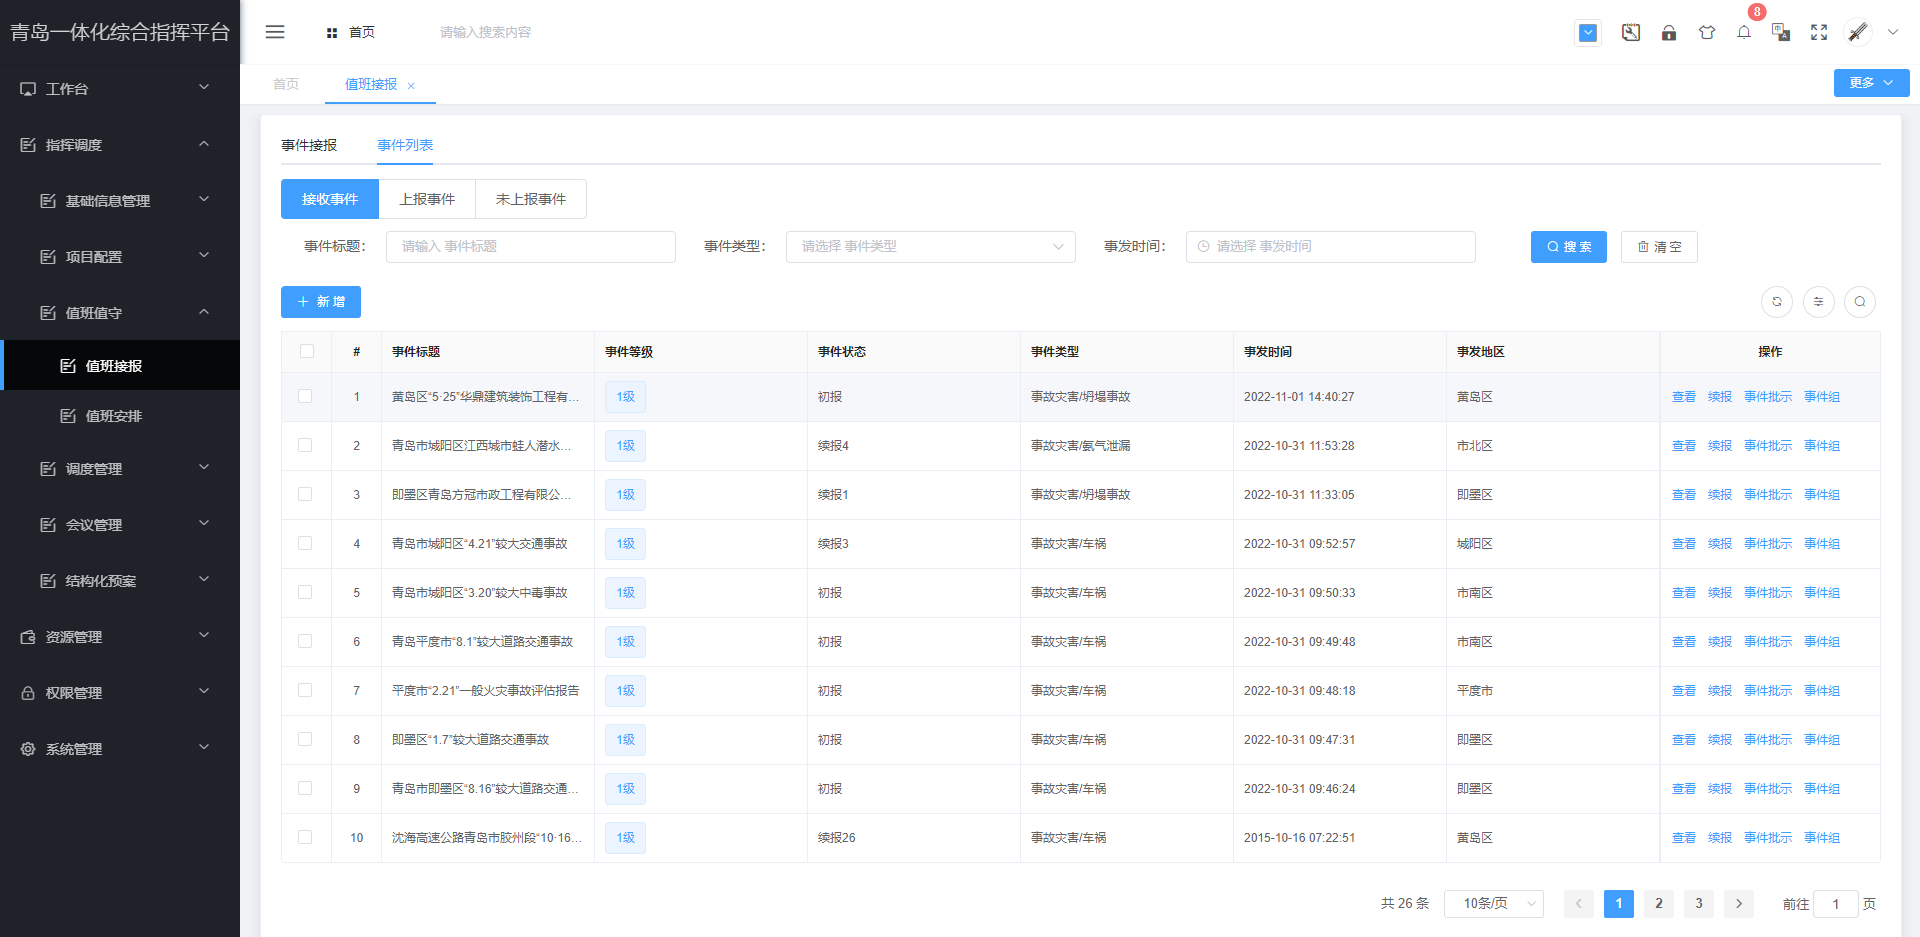 青岛一体化综合指挥平台
首页
请输入搜索内容
8
工作台
指挥调度
基础信息管理
项目配置
值班值守
值班接报
值班安排
调度管理
会议管理
结构化预案
资源管理
权限管理
系统管理
首页
值班接报 ×
更多
事件接报 事件列表
接收事件 上报事件 未上报事件
事件标题： 请输入 事件标题 事件类型： 请选择 事件类型 事发时间： 请选择 事发时间 搜 索 清 空
+ 新 增
# 事件标题 事件等级 事件状态 事件类型 事发时间 事发地区 操作
1 黄岛区“5·25”华鼎建筑装饰工程有... 1级 初报 事故灾害/坍塌事故 2022-11-01 14:40:27 黄岛区 查看 续报 事件批示 事件组
2 青岛市城阳区江西城市蛙人潜水... 1级 续报4 事故灾害/氨气泄漏 2022-10-31 11:53:28 市北区 查看 续报 事件批示 事件组
3 即墨区青岛方冠市政工程有限公... 1级 续报1 事故灾害/坍塌事故 2022-10-31 11:33:05 即墨区 查看 续报 事件批示 事件组
4 青岛市城阳区“4.21”较大交通事故 1级 续报3 事故灾害/车祸 2022-10-31 09:52:57 城阳区 查看 续报 事件批示 事件组
5 青岛市城阳区“3.20”较大中毒事故 1级 初报 事故灾害/车祸 2022-10-31 09:50:33 市南区 查看 续报 事件批示 事件组
6 青岛平度市“8.1”较大道路交通事故 1级 初报 事故灾害/车祸 2022-10-31 09:49:48 市南区 查看 续报 事件批示 事件组
7 平度市“2.21”一般火灾事故评估报告 1级 初报 事故灾害/车祸 2022-10-31 09:48:18 平度市 查看 续报 事件批示 事件组
8 即墨区“1.7”较大道路交通事故 1级 初报 事故灾害/车祸 2022-10-31 09:47:31 即墨区 查看 续报 事件批示 事件组
9 青岛市即墨区“8.16”较大道路交通... 1级 初报 事故灾害/车祸 2022-10-31 09:46:24 即墨区 查看 续报 事件批示 事件组
10 沈海高速公路青岛市胶州段“10·16... 1级 续报26 事故灾害/车祸 2015-10-16 07:22:51 黄岛区 查看 续报 事件批示 事件组
共 26 条 10条/页 < 1 2 3 > 前往 1 页